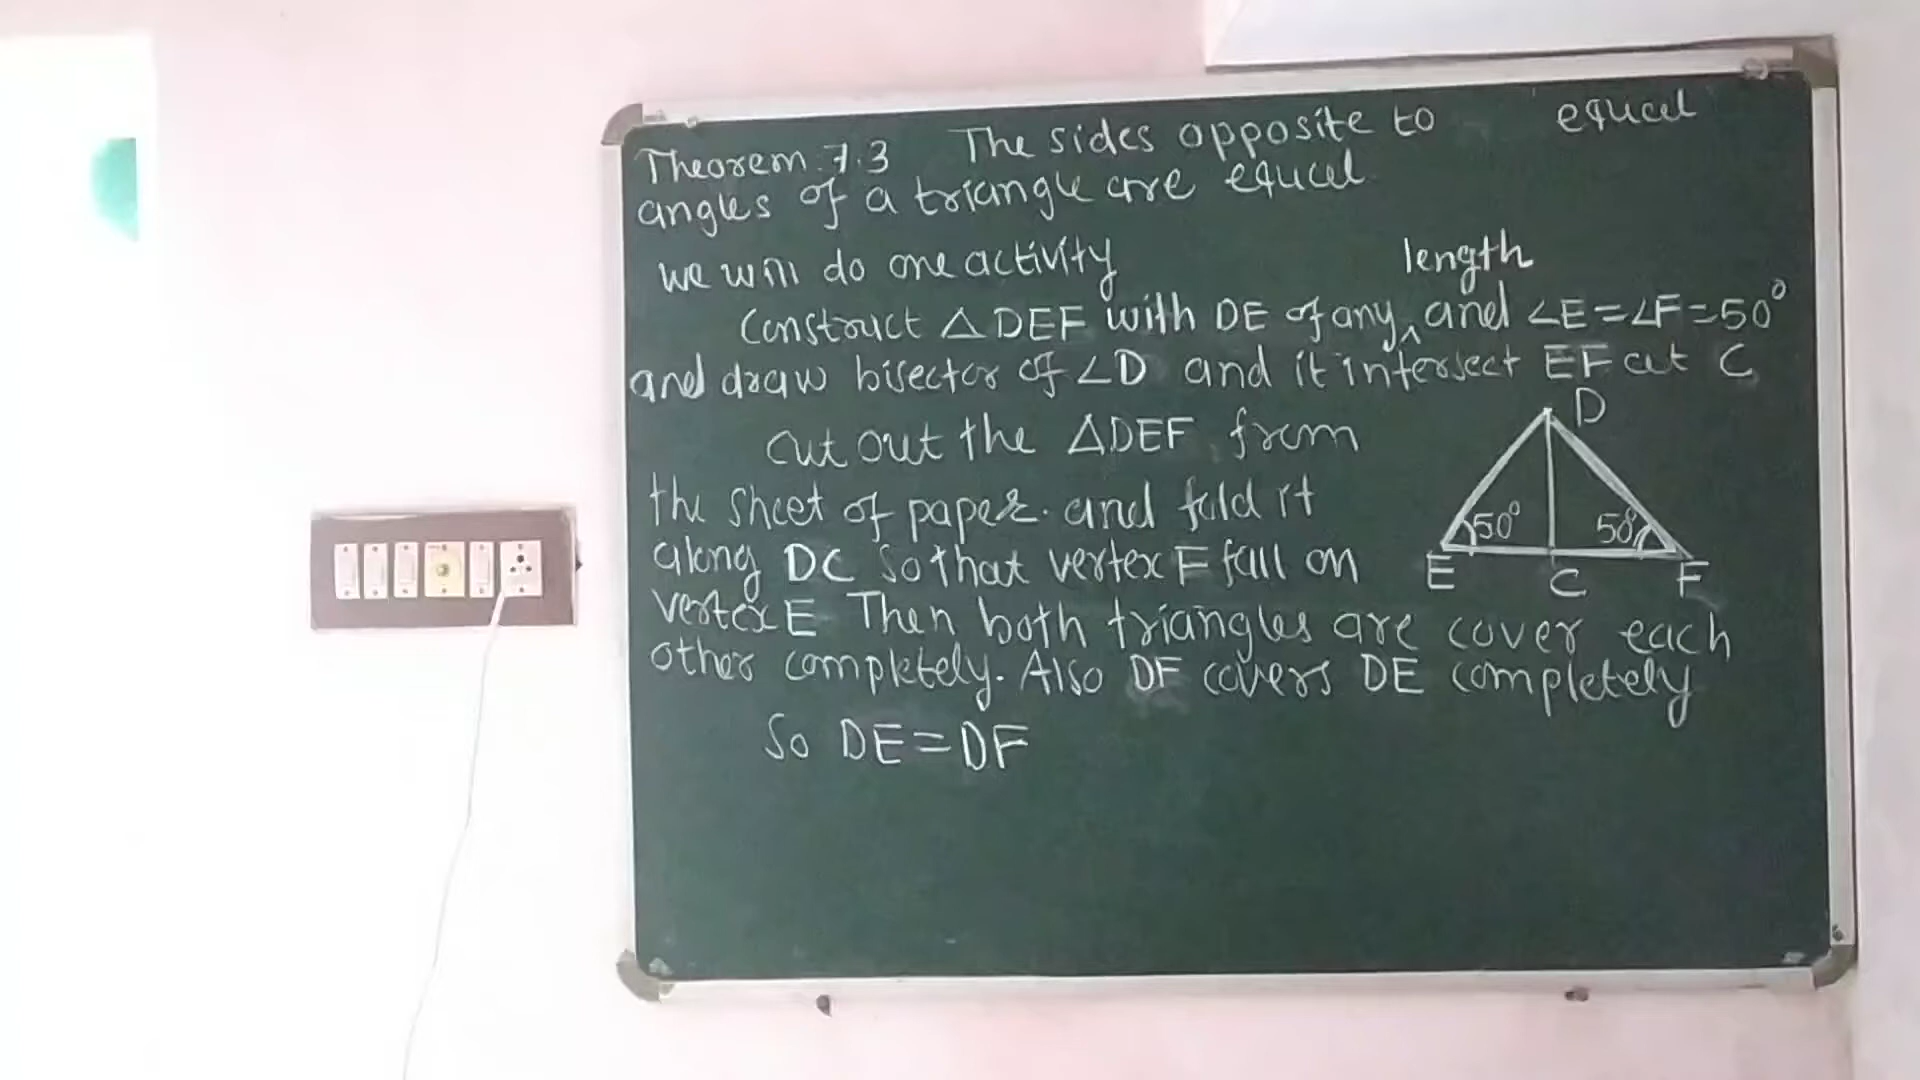 Theorem 7.3 The sides opposite to equal
angles of a triangle are equal
we will do one activity
length
Construct △DEF with DE of any ^ and ∠E=∠F=50°
and draw bisector of ∠D and it intersect EF at C
cut out the △DEF from
the sheet of paper. and fold it
along DC so that vertex F fall on
vertex E Then both triangles are cover each
other completely. Also DF covers DE completely
So DE=DF
D
50° 50°
E C F